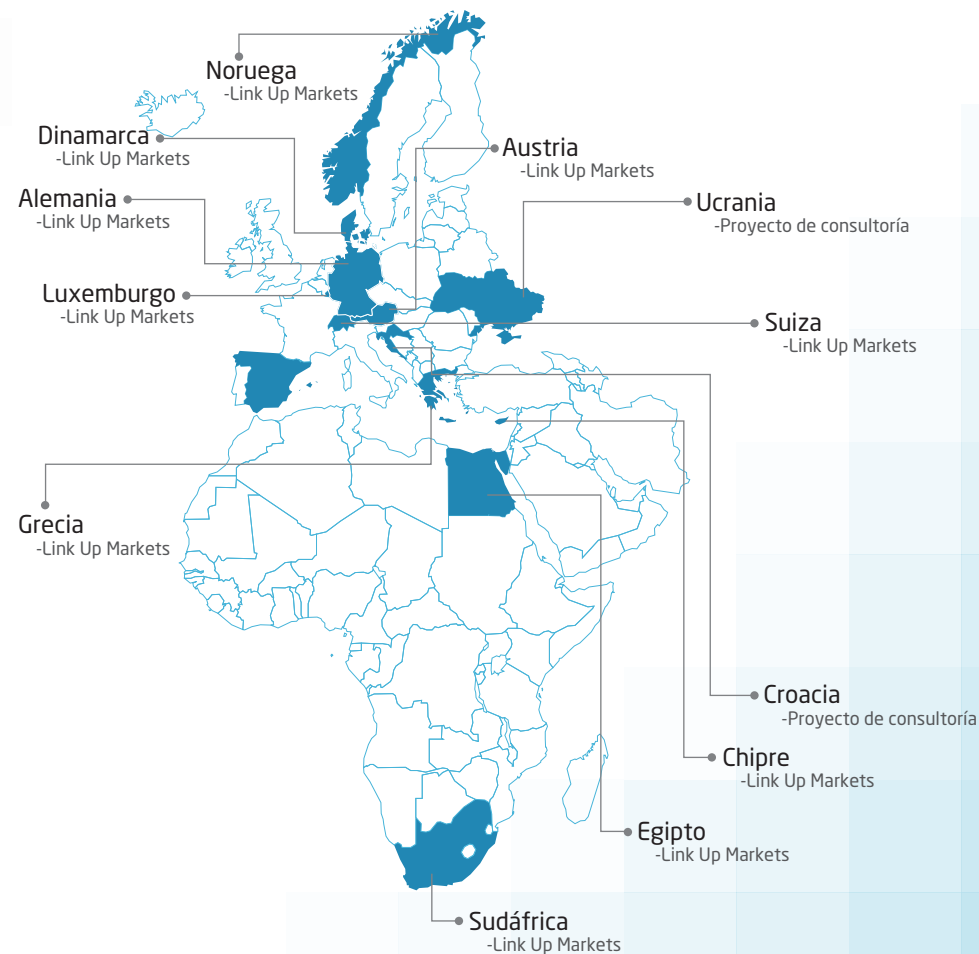 Noruega
-Link Up Markets
Dinamarca
-Link Up Markets
Austria
-Link Up Markets
Alemania
-Link Up Markets
Ucrania
-Proyecto de consultoría
Luxemburgo
-Link Up Markets
Suiza
-Link Up Markets
Grecia
-Link Up Markets
Croacia
-Proyecto de consultoría
Chipre
-Link Up Markets
Egipto
-Link Up Markets
Sudáfrica
-Link Up Markets